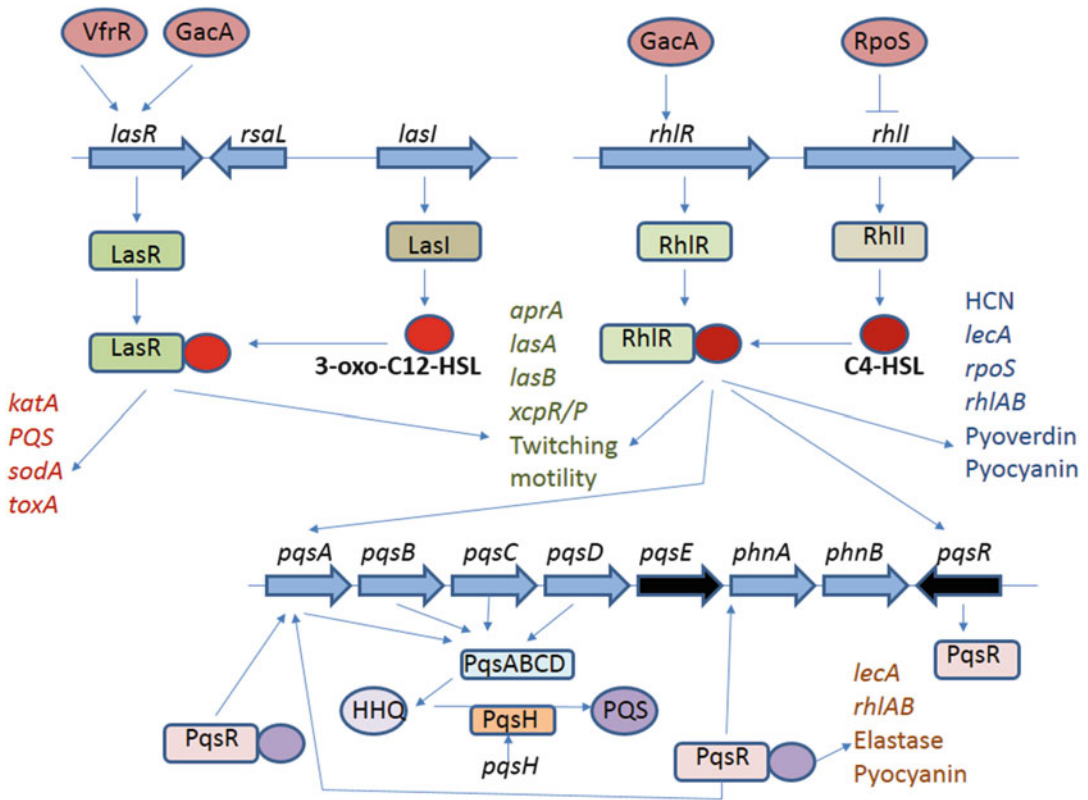 VfrR
GacA
GacA
RpoS
lasR
rsaL
lasI
rhlR
rhlI
LasR
LasI
RhlR
RhlI
LasR
3-oxo-C12-HSL
RhlR
C4-HSL
aprA
lasA
lasB
xcpR/P
Twitching
motility
HCN
lecA
rpoS
rhlAB
Pyoverdin
Pyocyanin
katA
PQS
sodA
toxA
pqsA
pqsB
pqsC
pqsD
pqsE
phnA
phnB
pqsR
PqsABCD
PqsR
HHQ
PqsH
PQS
pqsH
PqsR
PqsR
lecA
rhlAB
Elastase
Pyocyanin